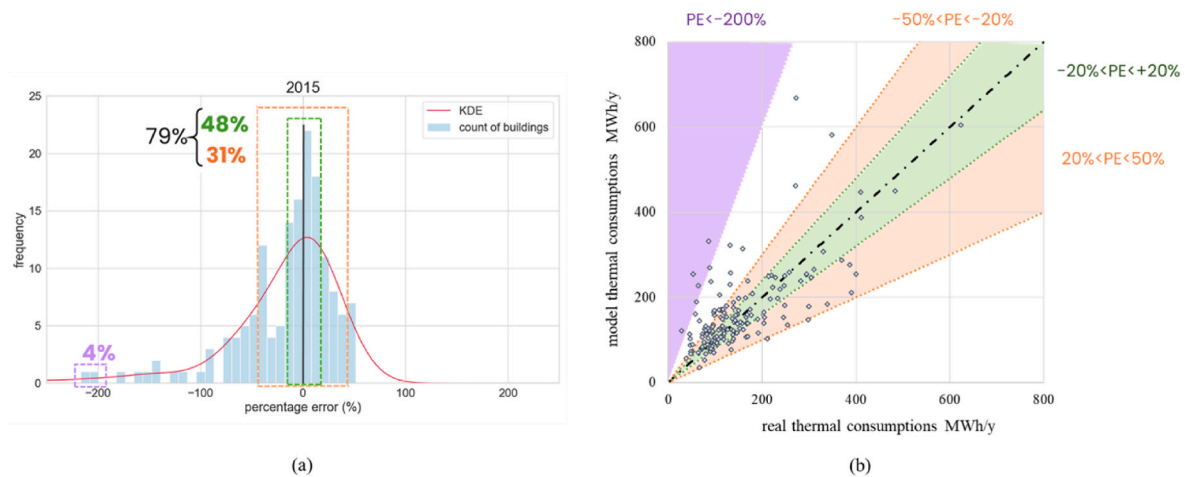 2015
25
20
15
10
5
0
frequency
79%
48%
31%
4%
KDE
count of buildings
−200
−100
0
100
200
percentage error (%)
(a)
PE<-200%
-50%<PE<-20%
-20%<PE<+20%
20%<PE<50%
800
600
400
200
0
model thermal consumptions MWh/y
0
200
400
600
800
real thermal consumptions MWh/y
(b)